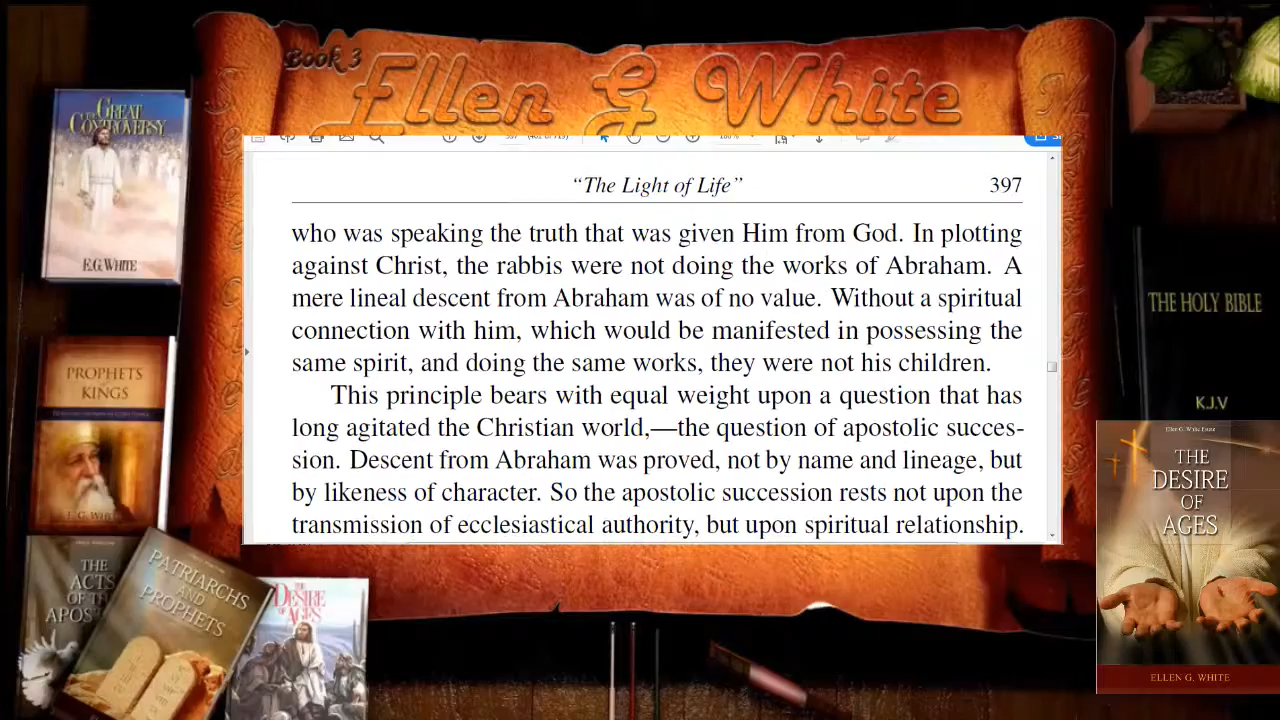 Book 3
Ellen G White
THE
GREAT
CONTROVERSY
E.G. WHITE
PROPHETS
AND
KINGS
E.G. WHITE
THE
ACTS
OF THE
APOST
PATRIARCHS
AND
PROPHETS
THE
DESIRE
OF AGES
"The Light of Life" 397
who was speaking the truth that was given Him from God. In plotting
against Christ, the rabbis were not doing the works of Abraham. A
mere lineal descent from Abraham was of no value. Without a spiritual
connection with him, which would be manifested in possessing the
same spirit, and doing the same works, they were not his children.
This principle bears with equal weight upon a question that has
long agitated the Christian world,—the question of apostolic succes-
sion. Descent from Abraham was proved, not by name and lineage, but
by likeness of character. So the apostolic succession rests not upon the
transmission of ecclesiastical authority, but upon spiritual relationship.
THE HOLY BIBLE
K.J.V
Ellen G. White Estate
THE
DESIRE
OF
AGES
ELLEN G. WHITE